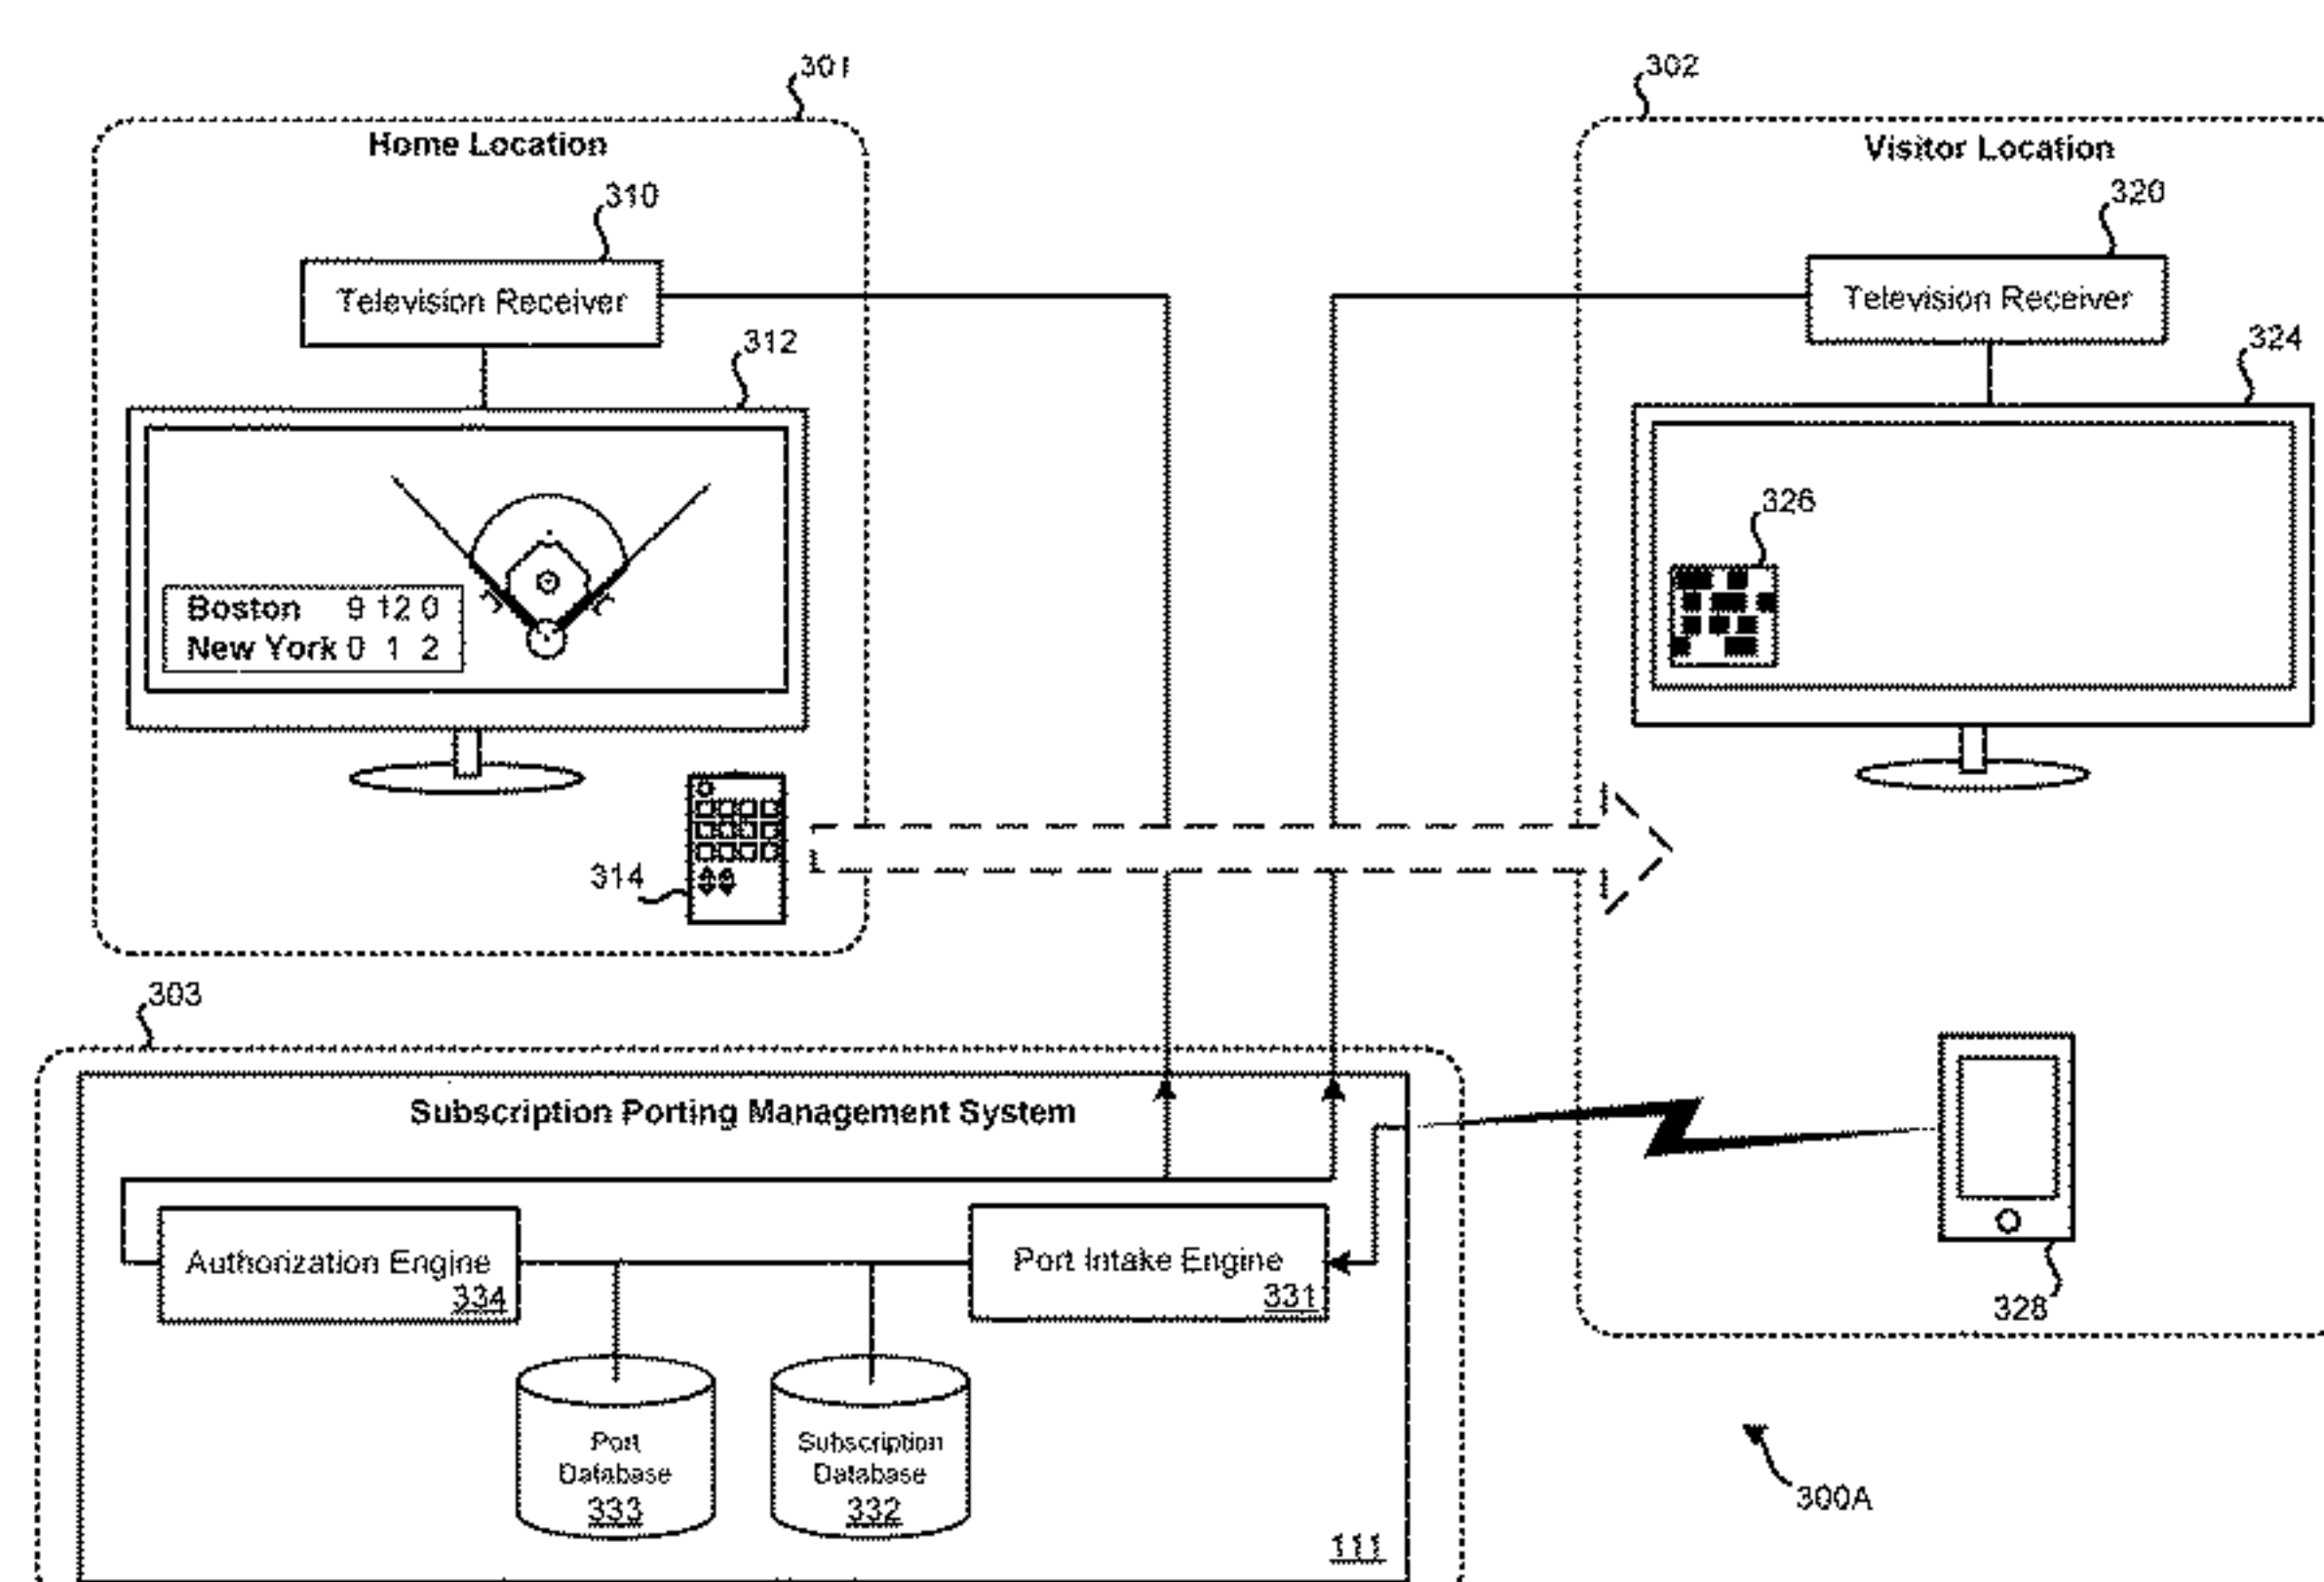 301
302
Home Location
Visitor Location
310
320
Television Receiver
Television Receiver
312
324
326
Boston 9 12 0
New York 0 1 2
314
303
Subscription Porting Management System
Authorization Engine
334
Port Intake Engine
331
328
Port
Database
333
Subscription
Database
332
300A
111